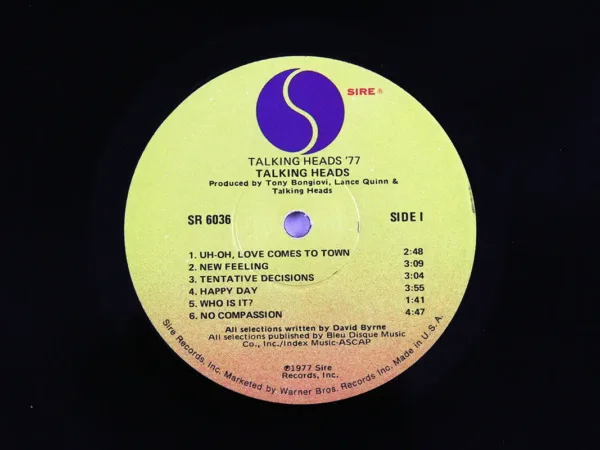 SIRE®
TALKING HEADS '77
TALKING HEADS
Produced by Tony Bongiovi, Lance Quinn &
Talking Heads
SR 6036 SIDE I
1. UH-OH, LOVE COMES TO TOWN 2:48
2. NEW FEELING 3:09
3. TENTATIVE DECISIONS 3:04
4. HAPPY DAY 3:55
5. WHO IS IT? 1:41
6. NO COMPASSION 4:47
All selections written by David Byrne
All selections published by Bleu Disque Music
Co., Inc./Index Music-ASCAP
℗1977 Sire
Records, Inc.
Sire Records, Inc. Marketed by Warner Bros. Records Inc. Made in U.S.A.